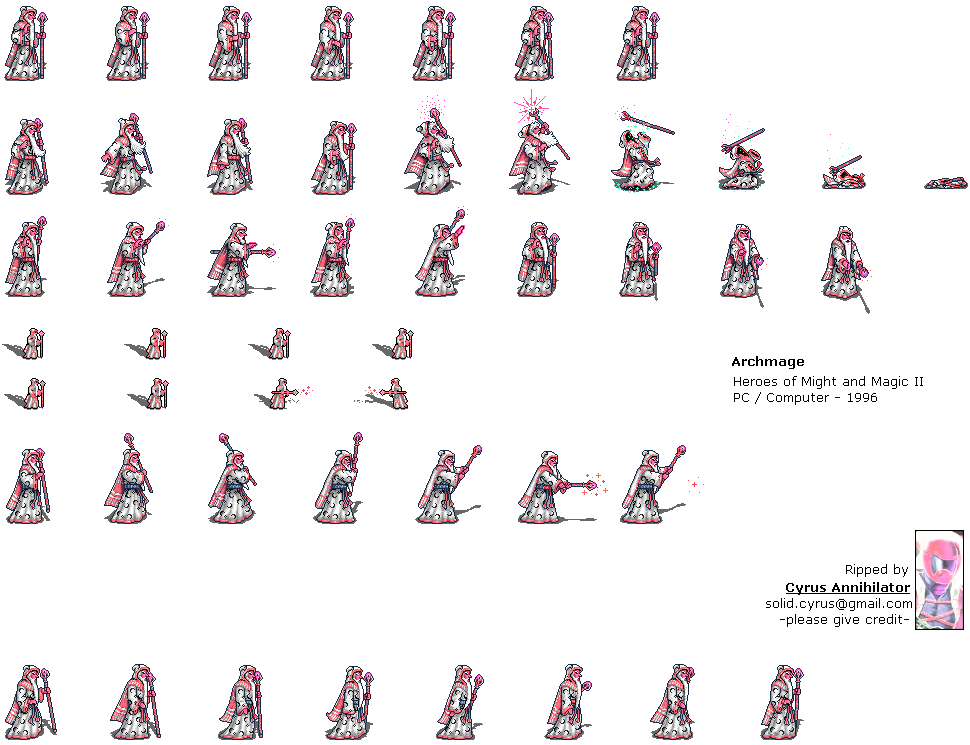 Archmage
Heroes of Might and Magic II
PC / Computer - 1996
Ripped by
Cyrus Annihilator
solid.cyrus@gmail.com
-please give credit-